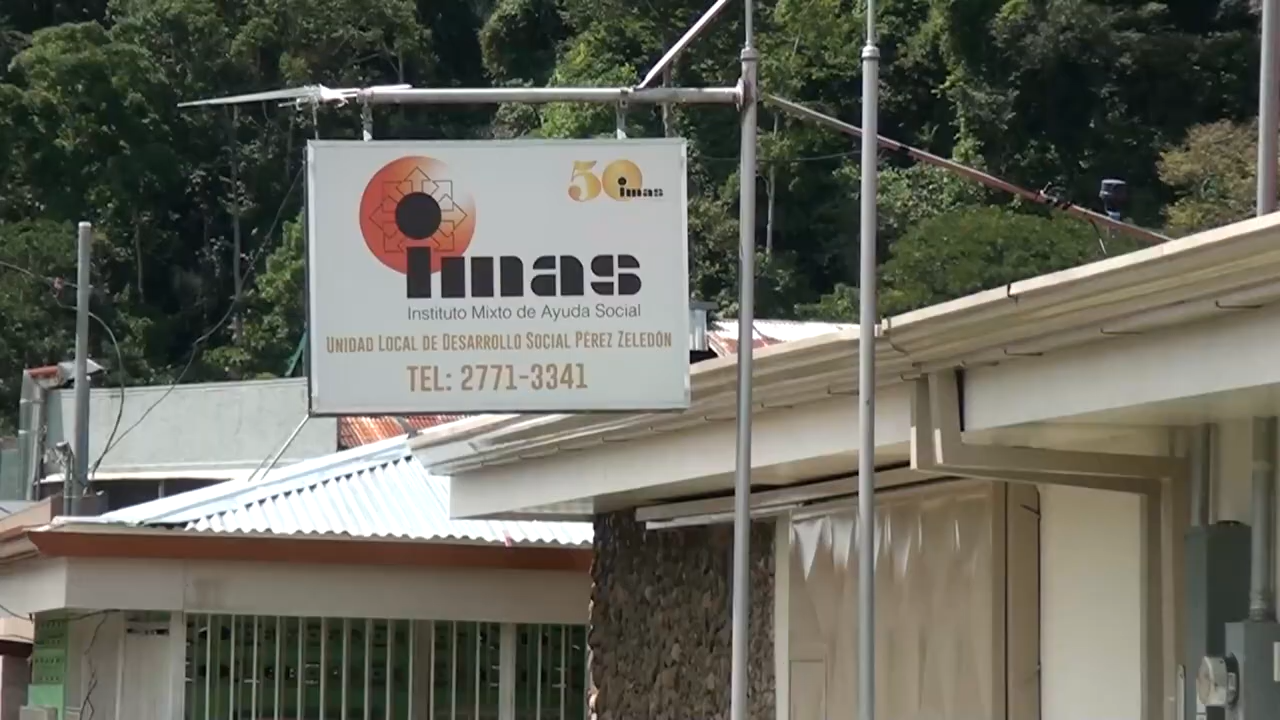 50 imas
imas
Instituto Mixto de Ayuda Social
UNIDAD LOCAL DE DESARROLLO SOCIAL PÉREZ ZELEDÓN
TEL: 2771-3341